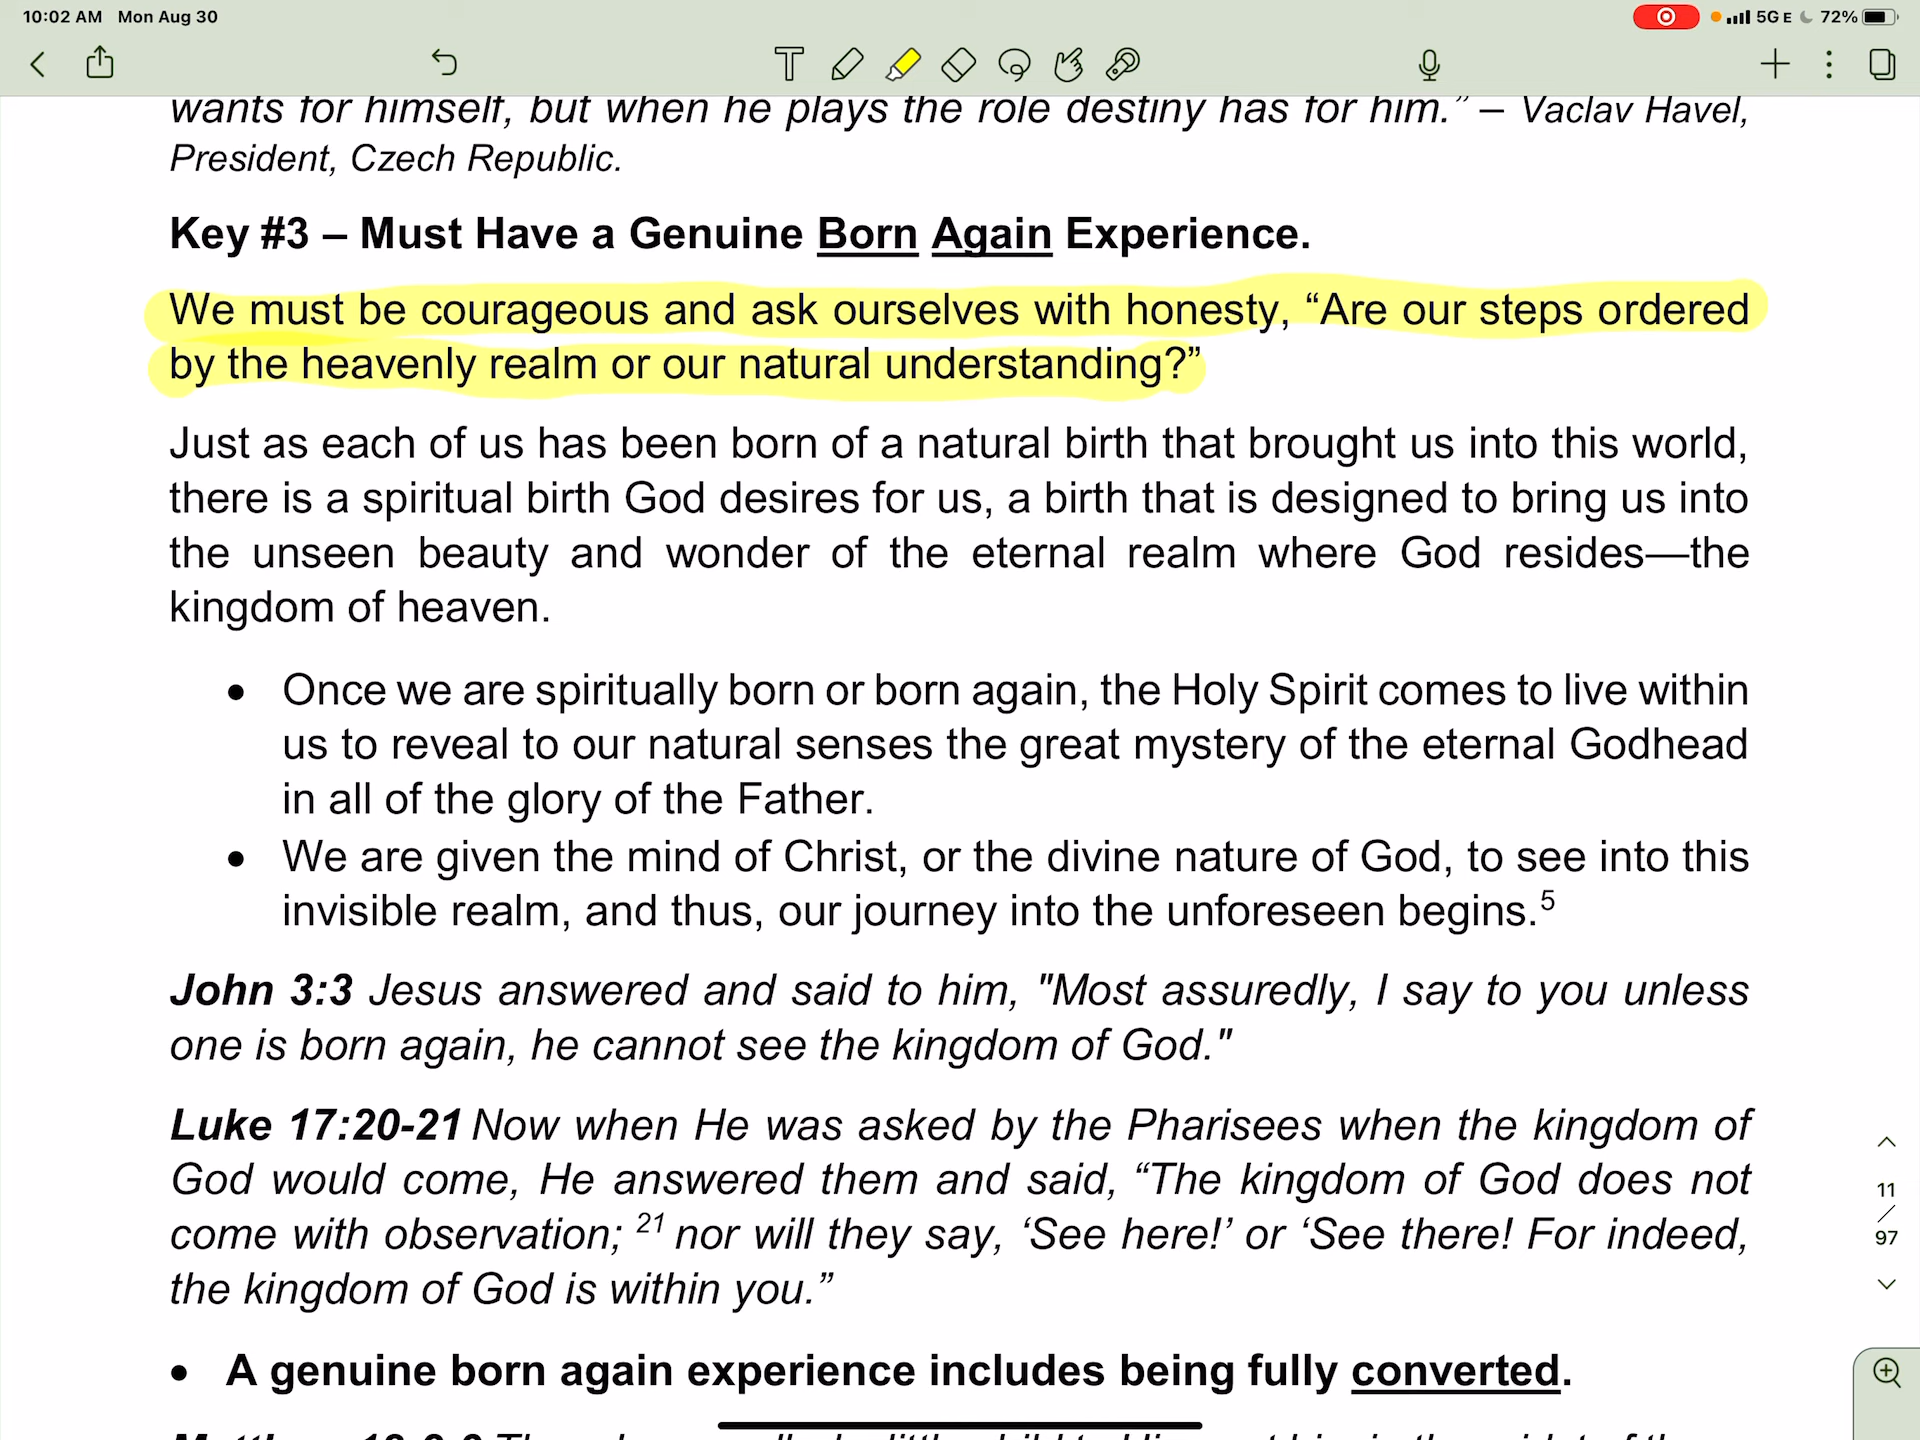 10:02 AM Mon Aug 30
5G E 72%
wants for himself, but when he plays the role destiny has for him.” – Vaclav Havel,
President, Czech Republic.
Key #3 – Must Have a Genuine Born Again Experience.
We must be courageous and ask ourselves with honesty, “Are our steps ordered
by the heavenly realm or our natural understanding?”
Just as each of us has been born of a natural birth that brought us into this world,
there is a spiritual birth God desires for us, a birth that is designed to bring us into
the unseen beauty and wonder of the eternal realm where God resides—the
kingdom of heaven.
• Once we are spiritually born or born again, the Holy Spirit comes to live within
us to reveal to our natural senses the great mystery of the eternal Godhead
in all of the glory of the Father.
• We are given the mind of Christ, or the divine nature of God, to see into this
invisible realm, and thus, our journey into the unforeseen begins.5
John 3:3 Jesus answered and said to him, "Most assuredly, I say to you unless
one is born again, he cannot see the kingdom of God."
Luke 17:20-21 Now when He was asked by the Pharisees when the kingdom of
God would come, He answered them and said, “The kingdom of God does not
come with observation; 21 nor will they say, ‘See here!’ or ‘See there! For indeed,
the kingdom of God is within you.”
11
/
97
• A genuine born again experience includes being fully converted.